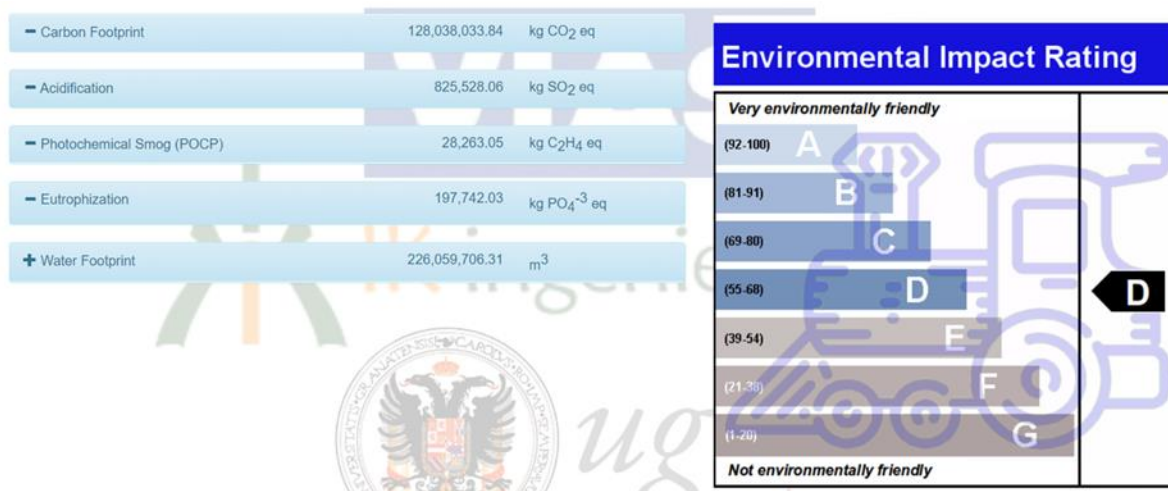 − Carbon Footprint 128,038,033.84 kg CO₂ eq
− Acidification 825,528.06 kg SO₂ eq
− Photochemical Smog (POCP) 28,263.05 kg C₂H₄ eq
− Eutrophization 197,742.03 kg PO₄⁻³ eq
+ Water Footprint 226,059,706.31 m³
ugr
Environmental Impact Rating
Very environmentally friendly
(92-100) A
(81-91) B
(69-80) C
(55-68) D
D
(39-54) E
(21-38) F
(1-20) G
Not environmentally friendly